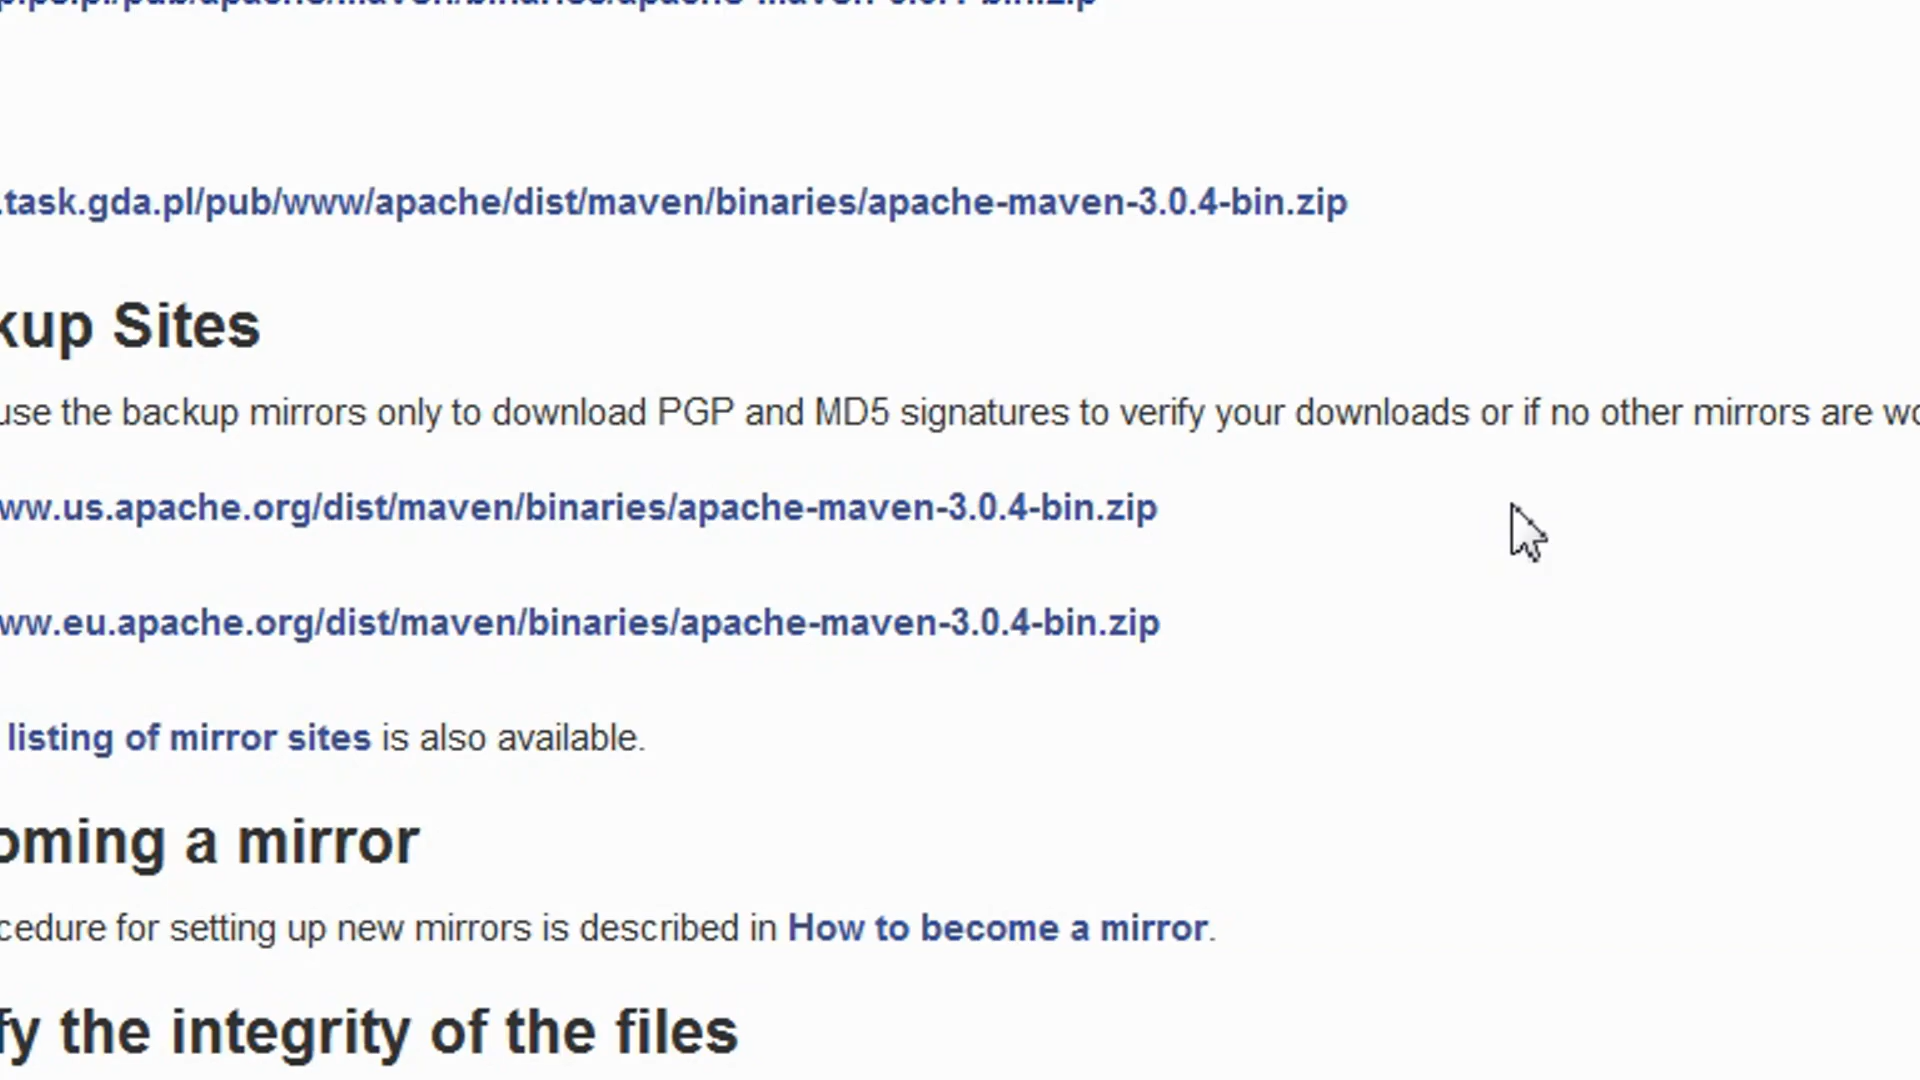 .task.gda.pl/pub/www/apache/dist/maven/binaries/apache-maven-3.0.4-bin.zip
kup Sites
use the backup mirrors only to download PGP and MD5 signatures to verify your downloads or if no other mirrors are wo
ww.us.apache.org/dist/maven/binaries/apache-maven-3.0.4-bin.zip
ww.eu.apache.org/dist/maven/binaries/apache-maven-3.0.4-bin.zip
listing of mirror sites is also available.
oming a mirror
cedure for setting up new mirrors is described in How to become a mirror.
fy the integrity of the files